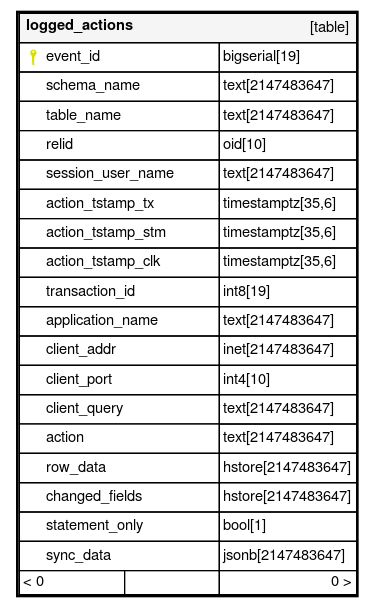 logged_actions [table]
event_id bigserial[19]
schema_name text[2147483647]
table_name text[2147483647]
relid oid[10]
session_user_name text[2147483647]
action_tstamp_tx timestamptz[35,6]
action_tstamp_stm timestamptz[35,6]
action_tstamp_clk timestamptz[35,6]
transaction_id int8[19]
application_name text[2147483647]
client_addr inet[2147483647]
client_port int4[10]
client_query text[2147483647]
action text[2147483647]
row_data hstore[2147483647]
changed_fields hstore[2147483647]
statement_only bool[1]
sync_data jsonb[2147483647]
< 0 0 >